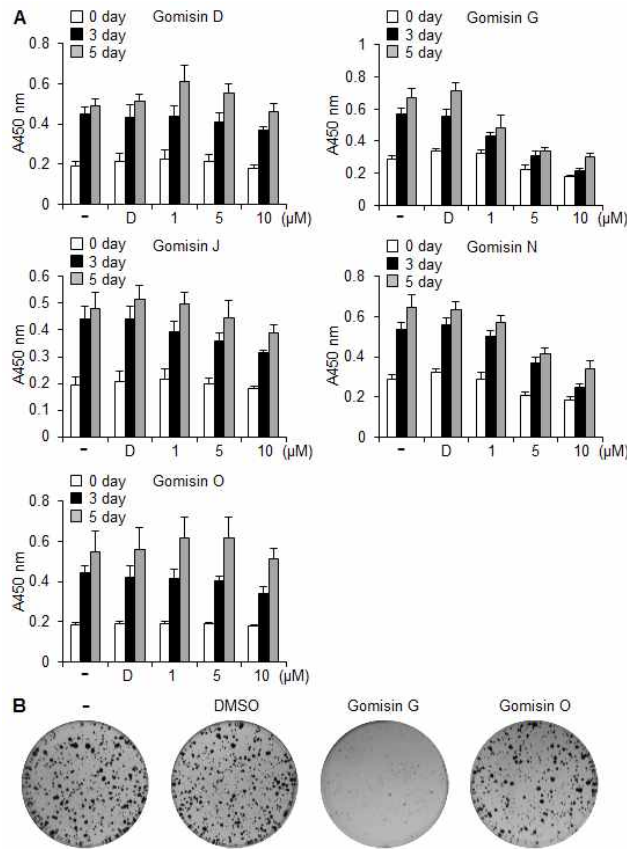 A
Gomisin D
0 day
3 day
5 day
A450 nm
0.8
0.6
0.4
0.2
0
- D 1 5 10 (μM)
Gomisin G
0 day
3 day
5 day
A450 nm
1
0.8
0.6
0.4
0.2
0
- D 1 5 10 (μM)
Gomisin J
0 day
3 day
5 day
A450 nm
0.6
0.5
0.4
0.3
0.2
0.1
0
- D 1 5 10 (μM)
Gomisin N
0 day
3 day
5 day
A450 nm
0.8
0.6
0.4
0.2
0
- D 1 5 10 (μM)
Gomisin O
0 day
3 day
5 day
A450 nm
0.8
0.6
0.4
0.2
0
- D 1 5 10 (μM)
B
- DMSO Gomisin G Gomisin O